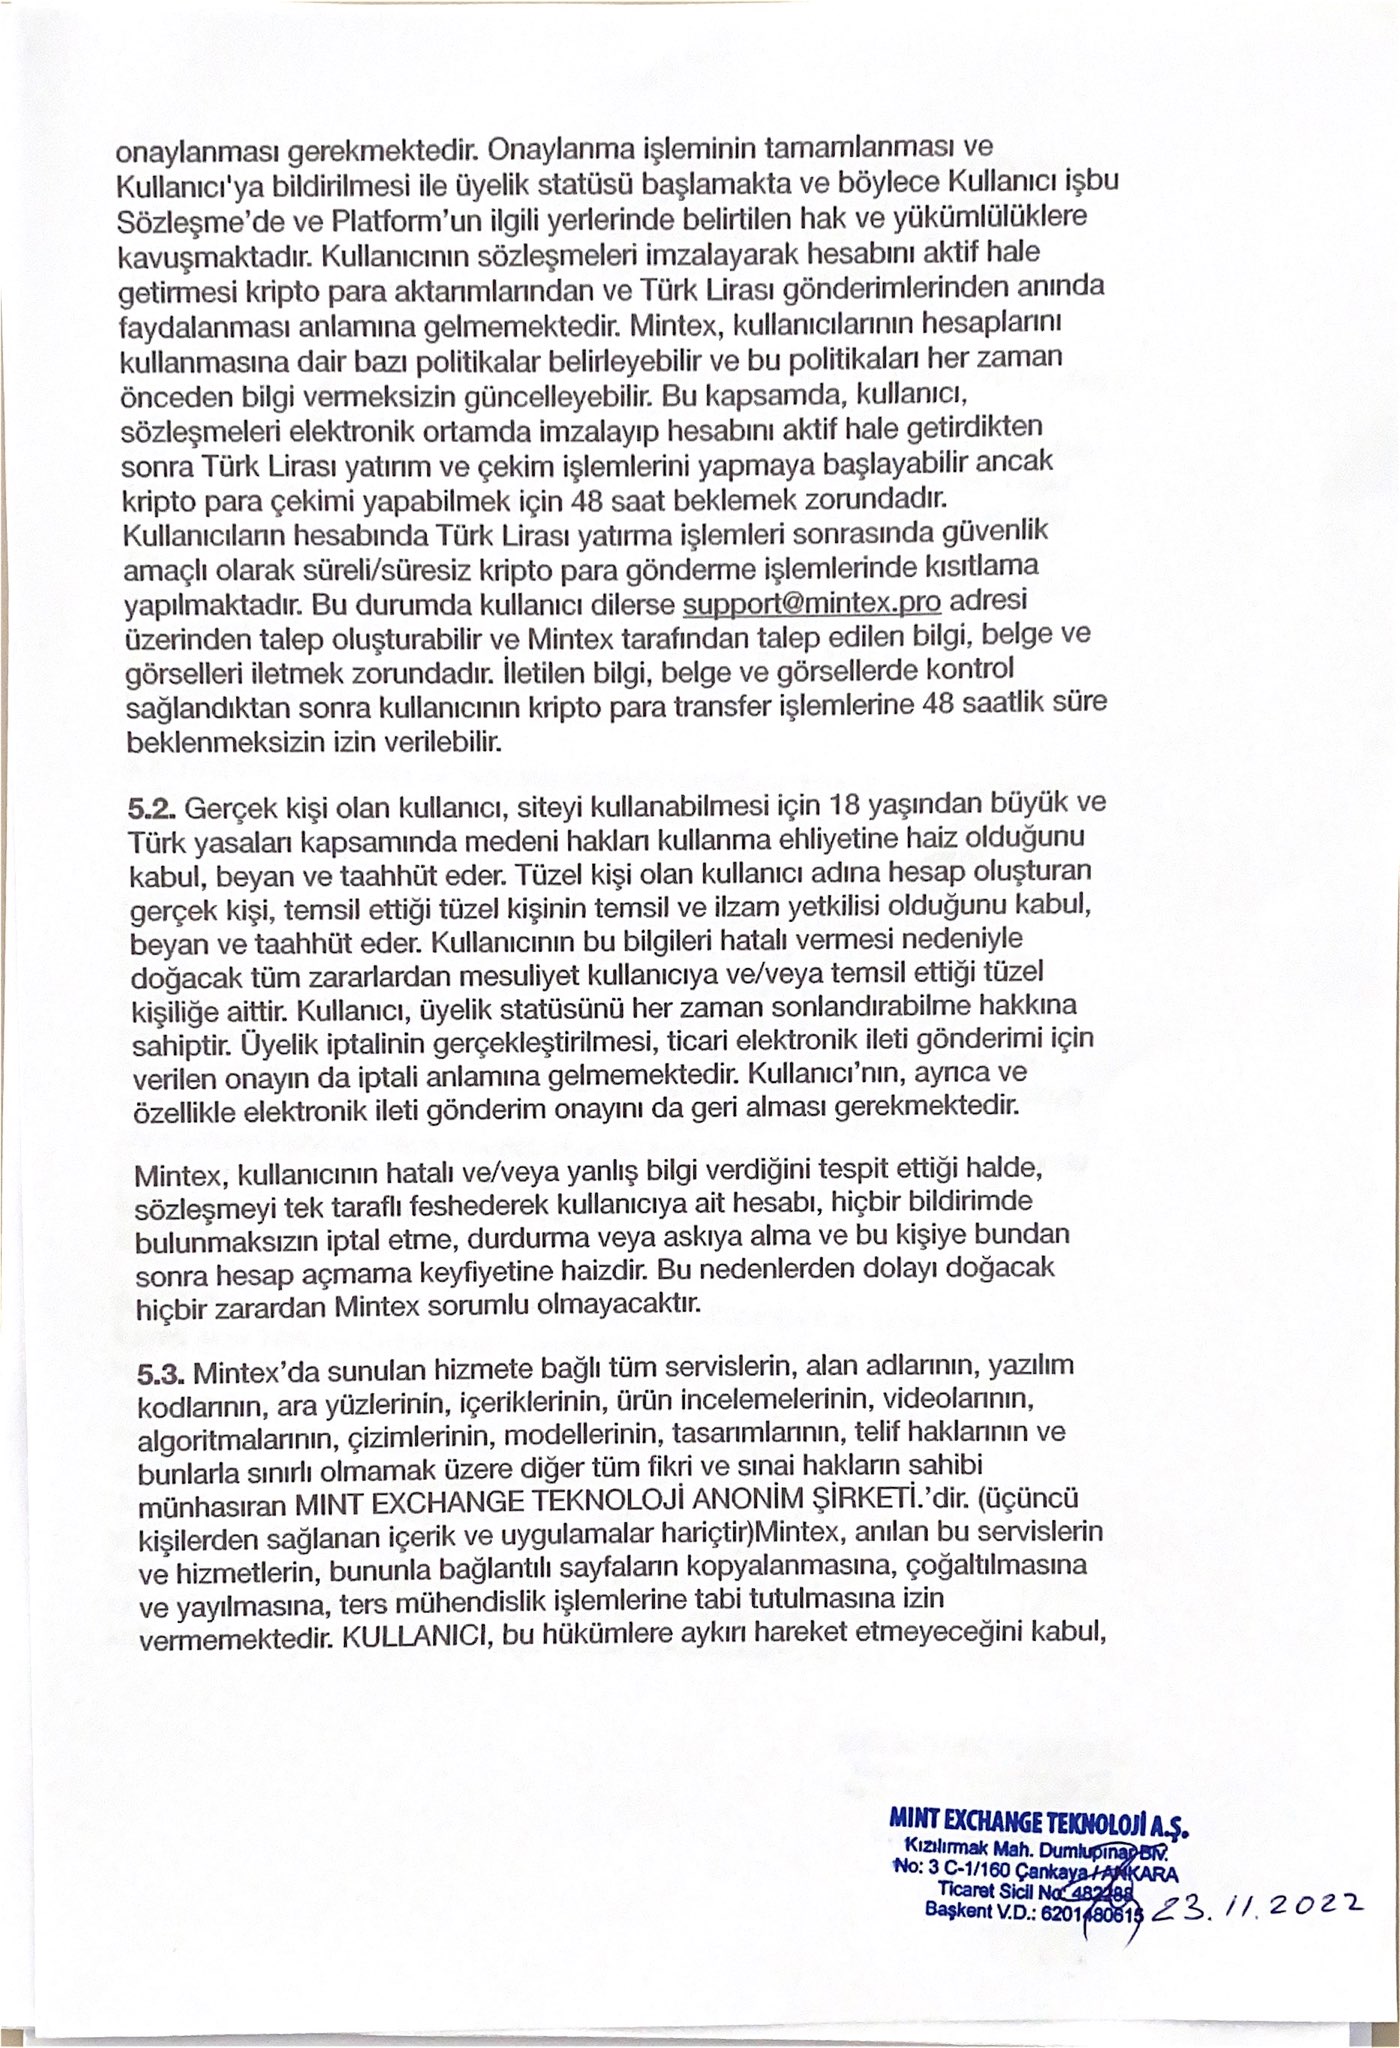 onaylanması gerekmektedir. Onaylanma işleminin tamamlanması ve
Kullanıcı'ya bildirilmesi ile üyelik statüsü başlamakta ve böylece Kullanıcı işbu
Sözleşme’de ve Platform’un ilgili yerlerinde belirtilen hak ve yükümlülüklere
kavuşmaktadır. Kullanıcının sözleşmeleri imzalayarak hesabını aktif hale
getirmesi kripto para aktarımlarından ve Türk Lirası gönderimlerinden anında
faydalanması anlamına gelmemektedir. Mintex, kullanıcılarının hesaplarını
kullanmasına dair bazı politikalar belirleyebilir ve bu politikaları her zaman
önceden bilgi vermeksizin güncelleyebilir. Bu kapsamda, kullanıcı,
sözleşmeleri elektronik ortamda imzalayıp hesabını aktif hale getirdikten
sonra Türk Lirası yatırım ve çekim işlemlerini yapmaya başlayabilir ancak
kripto para çekimi yapabilmek için 48 saat beklemek zorundadır.
Kullanıcıların hesabında Türk Lirası yatırma işlemleri sonrasında güvenlik
amaçlı olarak süreli/süresiz kripto para gönderme işlemlerinde kısıtlama
yapılmaktadır. Bu durumda kullanıcı dilerse support@mintex.pro adresi
üzerinden talep oluşturabilir ve Mintex tarafından talep edilen bilgi, belge ve
görselleri iletmek zorundadır. İletilen bilgi, belge ve görsellerde kontrol
sağlandıktan sonra kullanıcının kripto para transfer işlemlerine 48 saatlik süre
beklenmeksizin izin verilebilir.
5.2. Gerçek kişi olan kullanıcı, siteyi kullanabilmesi için 18 yaşından büyük ve
Türk yasaları kapsamında medeni hakları kullanma ehliyetine haiz olduğunu
kabul, beyan ve taahhüt eder. Tüzel kişi olan kullanıcı adına hesap oluşturan
gerçek kişi, temsil ettiği tüzel kişinin temsil ve ilzam yetkilisi olduğunu kabul,
beyan ve taahhüt eder. Kullanıcının bu bilgileri hatalı vermesi nedeniyle
doğacak tüm zararlardan mesuliyet kullanıcıya ve/veya temsil ettiği tüzel
kişiliğe aittir. Kullanıcı, üyelik statüsünü her zaman sonlandırabilme hakkına
sahiptir. Üyelik iptalinin gerçekleştirilmesi, ticari elektronik ileti gönderimi için
verilen onayın da iptali anlamına gelmemektedir. Kullanıcı’nın, ayrıca ve
özellikle elektronik ileti gönderim onayını da geri alması gerekmektedir.
Mintex, kullanıcının hatalı ve/veya yanlış bilgi verdiğini tespit ettiği halde,
sözleşmeyi tek taraflı feshederek kullanıcıya ait hesabı, hiçbir bildirimde
bulunmaksızın iptal etme, durdurma veya askıya alma ve bu kişiye bundan
sonra hesap açmama keyfiyetine haizdir. Bu nedenlerden dolayı doğacak
hiçbir zarardan Mintex sorumlu olmayacaktır.
5.3. Mintex’da sunulan hizmete bağlı tüm servislerin, alan adlarının, yazılım
kodlarının, ara yüzlerinin, içeriklerinin, ürün incelemelerinin, videolarının,
algoritmalarının, çizimlerinin, modellerinin, tasarımlarının, telif haklarının ve
bunlarla sınırlı olmamak üzere diğer tüm fikri ve sınai hakların sahibi
münhasıran MINT EXCHANGE TEKNOLOJİ ANONİM ŞİRKETİ.’dir. (üçüncü
kişilerden sağlanan içerik ve uygulamalar hariçtir)Mintex, anılan bu servislerin
ve hizmetlerin, bununla bağlantılı sayfaların kopyalanmasına, çoğaltılmasına
ve yayılmasına, ters mühendislik işlemlerine tabi tutulmasına izin
vermemektedir. KULLANICI, bu hükümlere aykırı hareket etmeyeceğini kabul,
MINT EXCHANGE TEKNOLOJİ A.Ş.
Kızılırmak Mah. Dumlupınar Blv.
No: 3 C-1/160 Çankaya / ANKARA
Ticaret Sicil No:
Başkent V.D.: 6201480615 23.11.2022